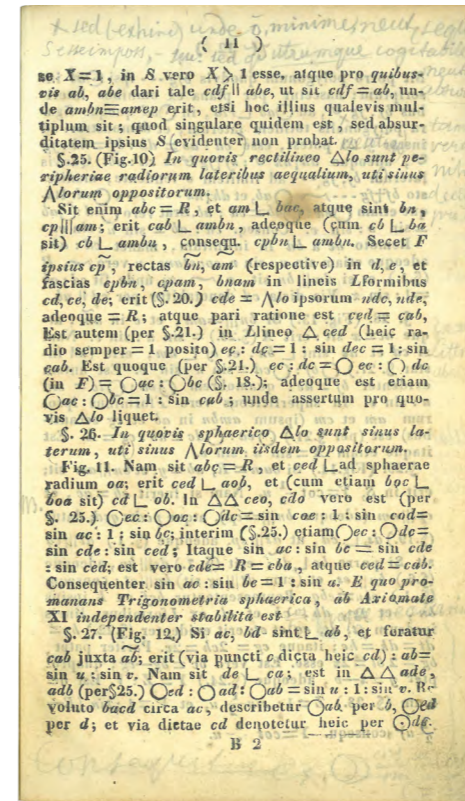 ( 11 )
se X=1, in S vero X > 1 esse, atque pro quibus-
vis ab, abe dari tale cdf || abe, ut sit cdf = ab, un-
de ambn≡amep erit, etsi hoc illius qualevis mul-
tiplum sit; quod singulare quidem est, sed absur-
ditatem ipsius S evidenter non probat.
§.25. (Fig.10) In quovis rectilineo △lo sunt pe-
ripheriae radiorum lateribus aequalium, uti sinus
⋀lorum oppositorum.
Sit enim abc = R, et am ⊥ bac, atque sint bn,
cp|||am; erit cab ⊥ ambn, adeoque (cum cb ⊥ ba
sit) cb ⊥ ambn, consequ. cpbn ⊥ ambn. Secet F
ipsius cp, rectas bn, am (respective) in d, e, et
fascias cpbn, cpam, bnam in lineis Lformibus
cd, ce, de; erit (§. 20.) cde = ⋀lo ipsorum ndc, nde,
adeoque = R; atque pari ratione est ced = cab.
Est autem (per §.21.) in Llineo △ ced (heic ra-
dio semper = 1 posito) ec : dc = 1 : sin dec = 1 : sin
cab. Est quoque (per §.21.) ec : dc = ◯ ec : ◯ dc
(in F) = ◯ac : ◯bc (§. 18.); adeoque est etiam
◯ac : ◯bc = 1 : sin cab; unde assertum pro quo-
vis △lo liquet.
§. 26. In quovis sphaerico △lo sunt sinus la-
terum, uti sinus ⋀lorum iisdem oppositorum.
Fig. 11. Nam sit abc = R, et ced ⊥ad sphaerae
radium oa; erit ced ⊥ aob, et (cum etiam boc ⊥
boa sit) cd ⊥ ob. In △△ ceo, cdo vero est (per
§. 25.) ◯ec : ◯oc : ◯dc = sin coe : 1 : sin cod =
sin ac : 1 : sin bc; interim (§.25.) etiam ◯ec : ◯dc =
sin cde : sin ced; Itaque sin ac : sin bc = sin cde
: sin ced; est vero cde = R = cba, atque ced = cab.
Consequenter sin ac : sin bc = 1 : sin a. E quo pro-
manans Trigonometria sphaerica, ab Axiomate
XI independenter stabilita est
§. 27. (Fig. 12.) Si ac, bd sint ⊥ ab, et feratur
cab juxta ab; erit (via puncti c dicta heic cd) : ab =
sin u : sin v. Nam sit de ⊥ ca; est in △△ ade,
adb (per §25.) ◯ed : ◯ad : ◯ab = sin u : 1 : sin v. Re-
voluto bacd circa ac, describetur ◯ab per b, ◯ed
per d; et via dictae cd denotetur heic per ⊙dc.
B 2